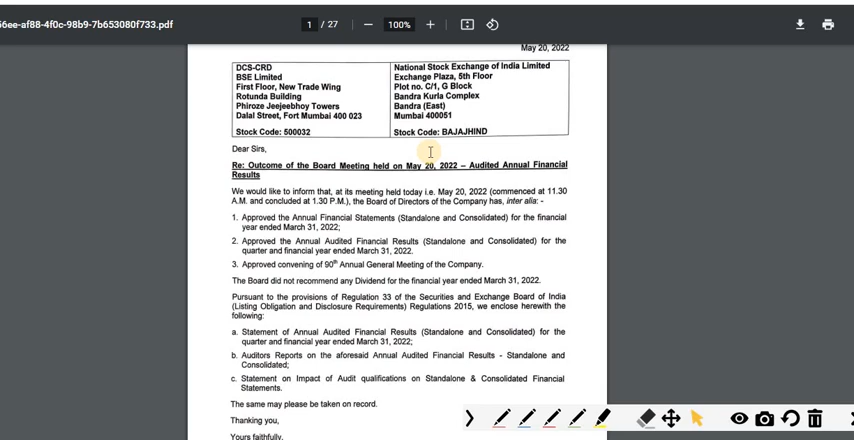 56ee-af88-4f0c-98b9-7b653080f733.pdf
1 / 27
100%
May 20, 2022
DCS-CRD
BSE Limited
First Floor, New Trade Wing
Rotunda Building
Phiroze Jeejeebhoy Towers
Dalal Street, Fort Mumbai 400 023
Stock Code: 500032
National Stock Exchange of India Limited
Exchange Plaza, 5th Floor
Plot no. C/1, G Block
Bandra Kurla Complex
Bandra (East)
Mumbai 400051
Stock Code: BAJAJHIND
Dear Sirs,
Re: Outcome of the Board Meeting held on May 20, 2022 – Audited Annual Financial
Results
We would like to inform that, at its meeting held today i.e. May 20, 2022 (commenced at 11.30
A.M. and concluded at 1.30 P.M.), the Board of Directors of the Company has, inter alia: -
1. Approved the Annual Financial Statements (Standalone and Consolidated) for the financial
year ended March 31, 2022;
2. Approved the Annual Audited Financial Results (Standalone and Consolidated) for the
quarter and financial year ended March 31, 2022.
3. Approved convening of 90th Annual General Meeting of the Company.
The Board did not recommend any Dividend for the financial year ended March 31, 2022.
Pursuant to the provisions of Regulation 33 of the Securities and Exchange Board of India
(Listing Obligation and Disclosure Requirements) Regulations 2015, we enclose herewith the
following:
a. Statement of Annual Audited Financial Results (Standalone and Consolidated) for the
quarter and financial year ended March 31, 2022;
b. Auditors Reports on the aforesaid Annual Audited Financial Results - Standalone and
Consolidated;
c. Statement on Impact of Audit qualifications on Standalone & Consolidated Financial
Statements.
The same may please be taken on record.
Thanking you,
Yours faithfully,